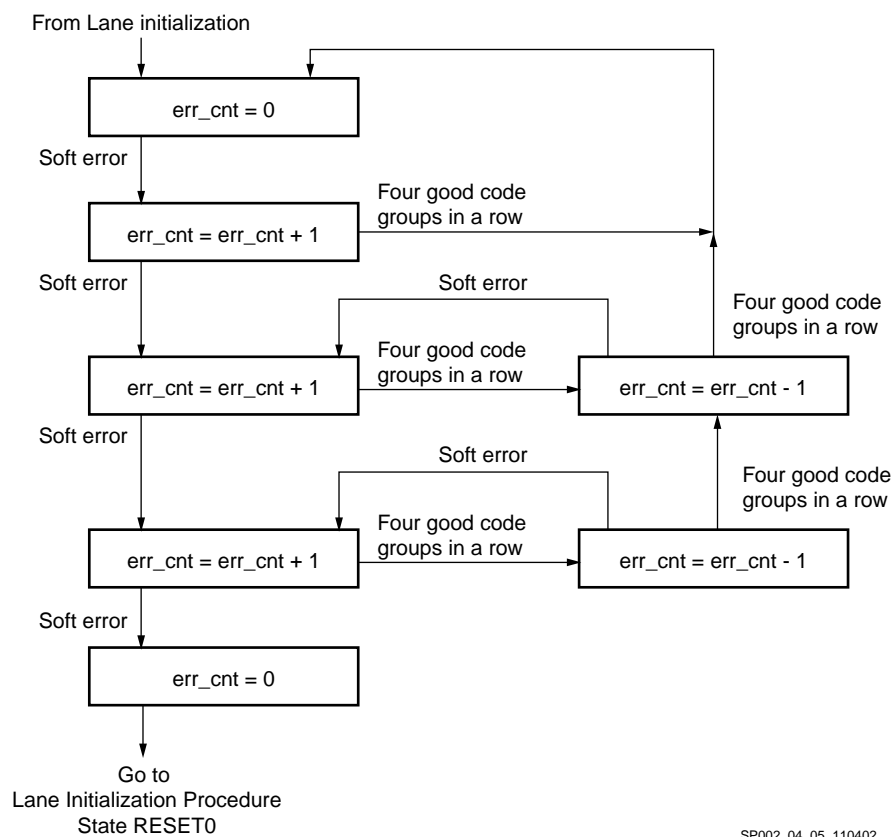 From Lane initialization
err_cnt = 0
Soft error
Four good code
groups in a row
err_cnt = err_cnt + 1
Soft error
Soft error
Four good code
groups in a row
Four good code
groups in a row
err_cnt = err_cnt + 1
err_cnt = err_cnt - 1
Soft error
Soft error
Four good code
groups in a row
Four good code
groups in a row
err_cnt = err_cnt + 1
err_cnt = err_cnt - 1
Soft error
err_cnt = 0
Go to
Lane Initialization Procedure
State RESET0
SP002_04_05_110402